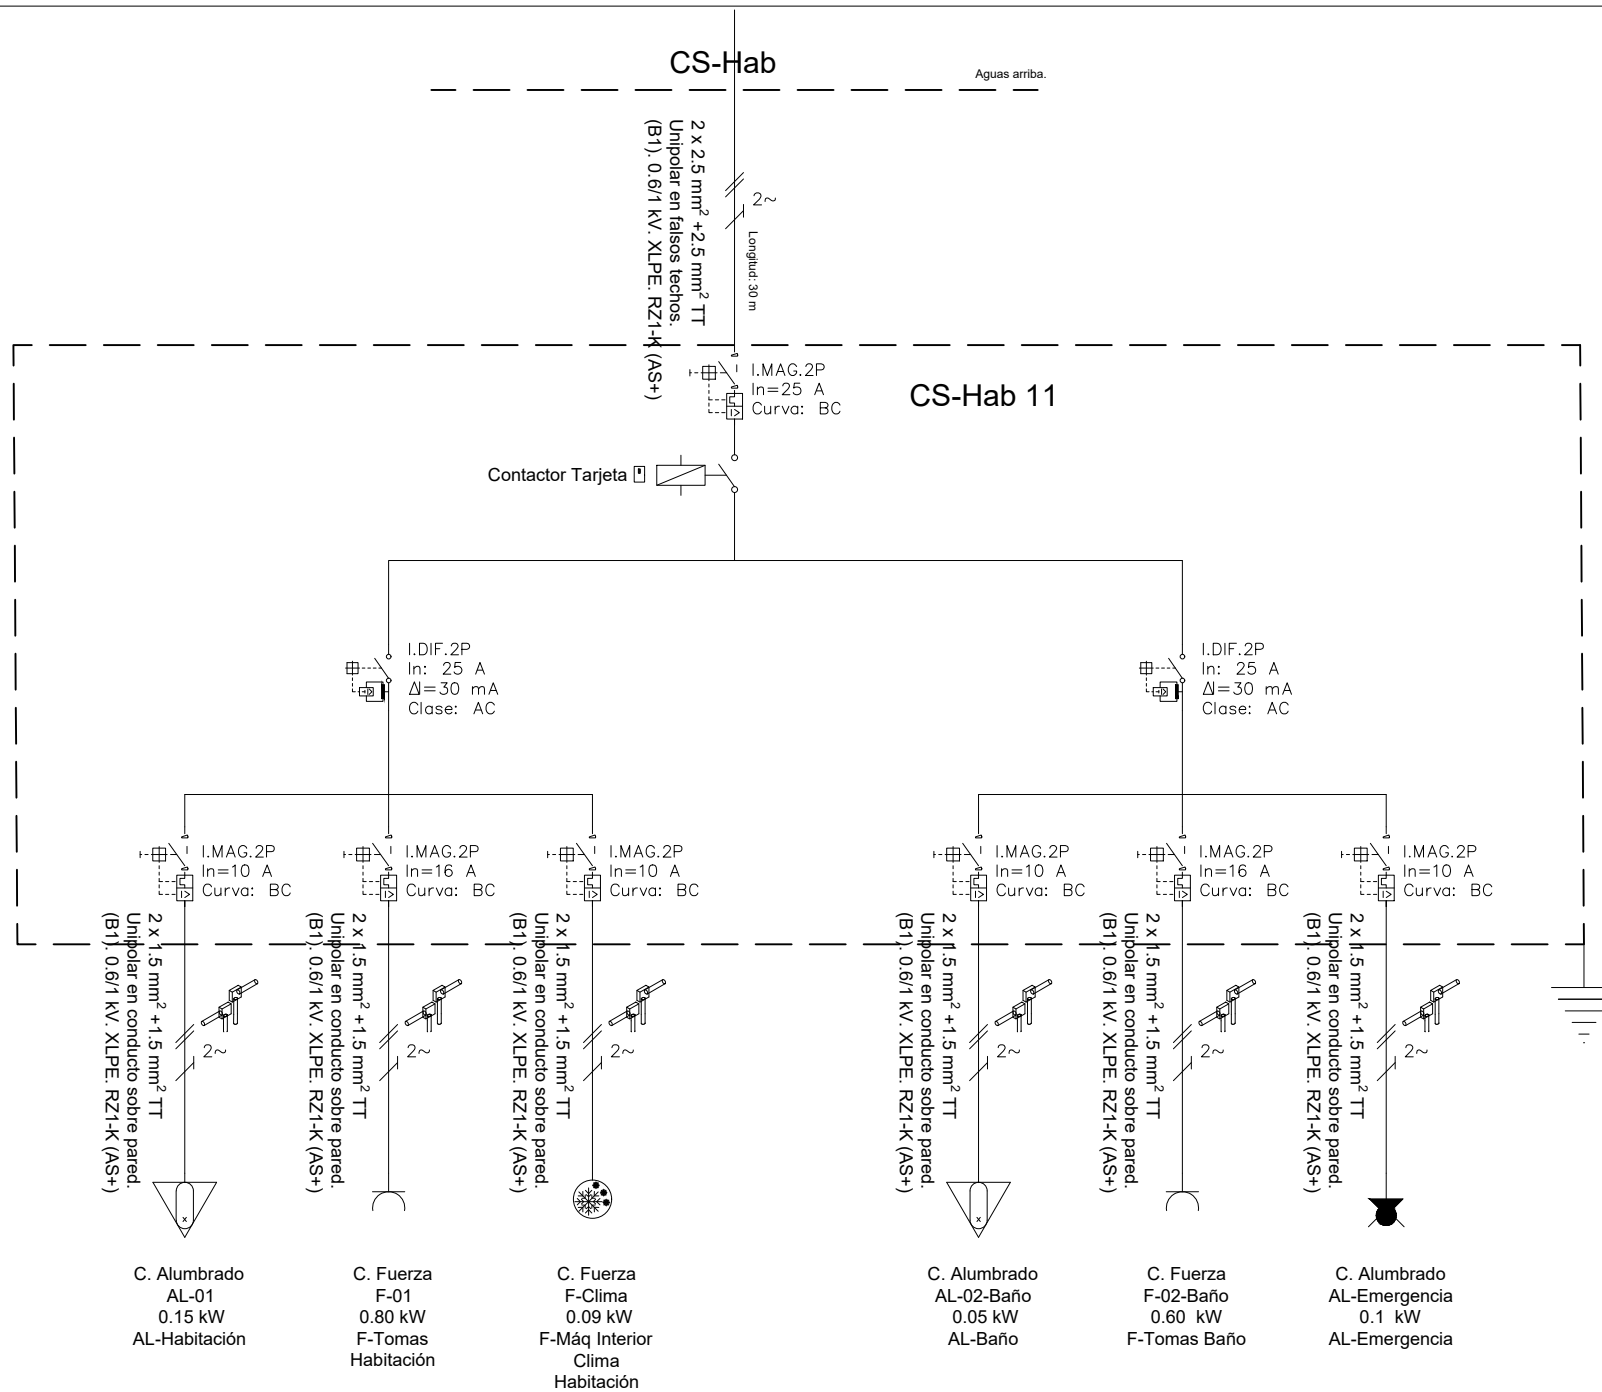 CS-Hab
Aguas arriba.
2 x 2.5 mm² +2.5 mm² TT
Unipolar en falsos techos.
(B1). 0.6/1 kV. XLPE. RZ1-K (AS+)
2~
Longitud: 30 m
I.MAG.2P
In=25 A
Curva: BC
CS-Hab 11
Contactor Tarjeta
I.DIF.2P
In: 25 A
ΔI=30 mA
Clase: AC
I.DIF.2P
In: 25 A
ΔI=30 mA
Clase: AC
I.MAG.2P
In=10 A
Curva: BC
I.MAG.2P
In=16 A
Curva: BC
I.MAG.2P
In=10 A
Curva: BC
I.MAG.2P
In=10 A
Curva: BC
I.MAG.2P
In=16 A
Curva: BC
I.MAG.2P
In=10 A
Curva: BC
2 x 1.5 mm² +1.5 mm² TT
Unipolar en conducto sobre pared.
(B1). 0.6/1 kV. XLPE. RZ1-K (AS+)
2~
2 x 1.5 mm² +1.5 mm² TT
Unipolar en conducto sobre pared.
(B1). 0.6/1 kV. XLPE. RZ1-K (AS+)
2~
2 x 1.5 mm² +1.5 mm² TT
Unipolar en conducto sobre pared.
(B1). 0.6/1 kV. XLPE. RZ1-K (AS+)
2~
2 x 1.5 mm² +1.5 mm² TT
Unipolar en conducto sobre pared.
(B1). 0.6/1 kV. XLPE. RZ1-K (AS+)
2~
2 x 1.5 mm² +1.5 mm² TT
Unipolar en conducto sobre pared.
(B1). 0.6/1 kV. XLPE. RZ1-K (AS+)
2~
2 x 1.5 mm² +1.5 mm² TT
Unipolar en conducto sobre pared.
(B1). 0.6/1 kV. XLPE. RZ1-K (AS+)
2~
x
x
C. Alumbrado
AL-01
0.15 kW
AL-Habitación
C. Fuerza
F-01
0.80 kW
F-Tomas
Habitación
C. Fuerza
F-Clima
0.09 kW
F-Máq Interior
Clima
Habitación
C. Alumbrado
AL-02-Baño
0.05 kW
AL-Baño
C. Fuerza
F-02-Baño
0.60 kW
F-Tomas Baño
C. Alumbrado
AL-Emergencia
0.1 kW
AL-Emergencia